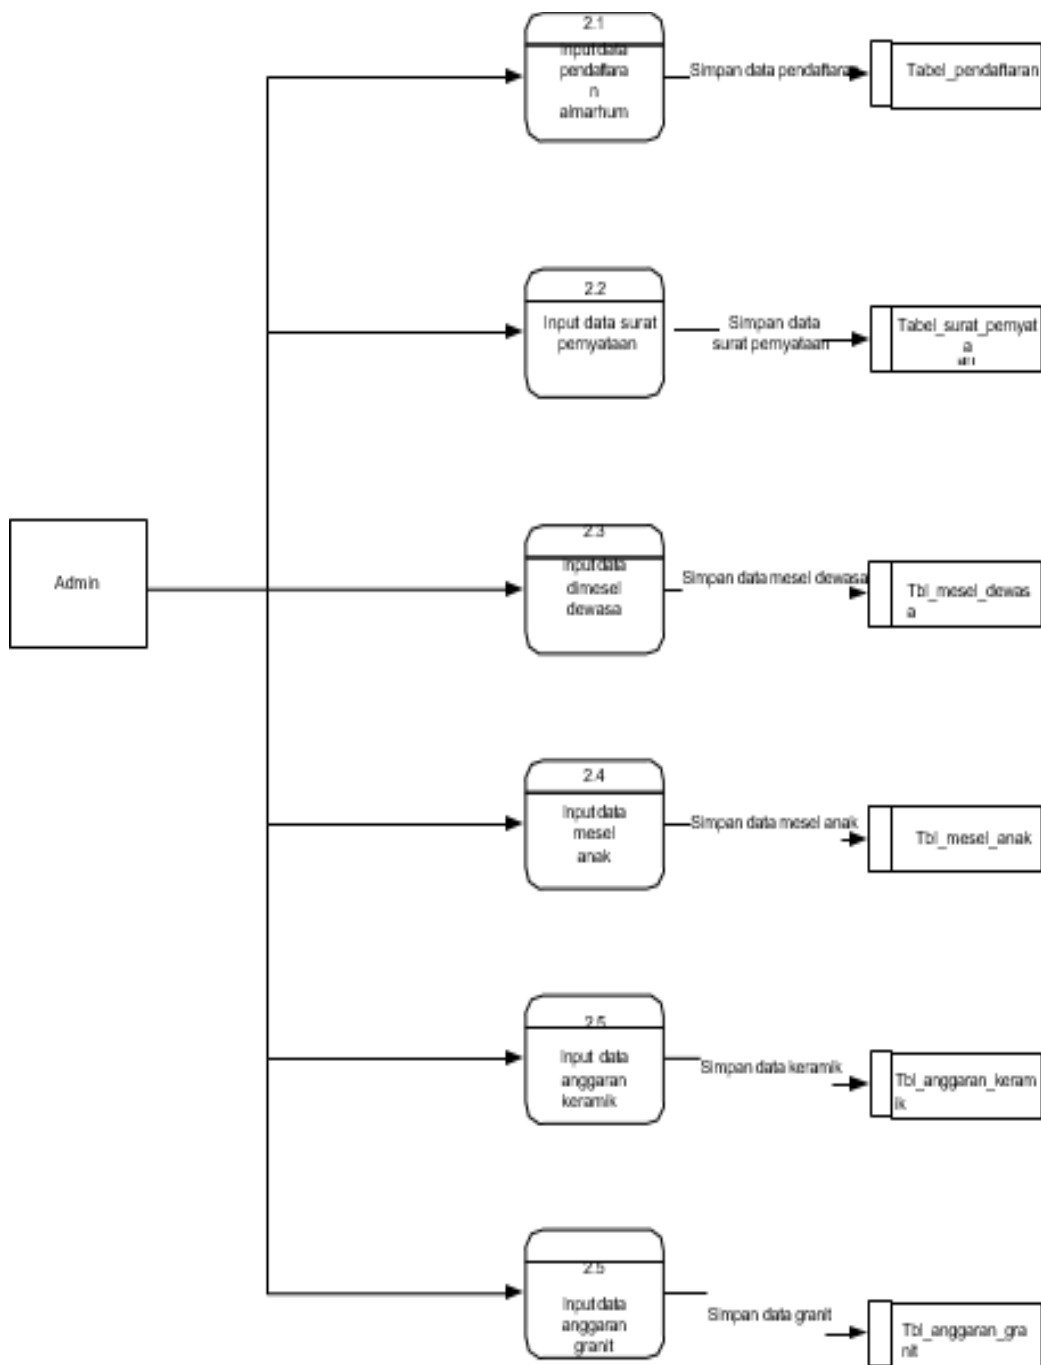 2.1
Input data
pendaftara
n
almarhum
Simpan data pendaftaran
Tabel_pendaftaran
2.2
Input data surat
pernyataan
Simpan data
surat pernyataan
Tabel_surat_pernyat
a
an
2.3
Input data
dimesel
dewasa
Simpan data mesel dewasa
Tbl_mesel_dewas
a
Admin
2.4
Input data
mesel
anak
Simpan data mesel anak
Tbl_mesel_anak
2.5
Input data
anggaran
keramik
Simpan data keramik
Tbl_anggaran_keram
ik
2.5
Input data
anggaran
granit
Simpan data granit
Tbl_anggaran_gra
nit